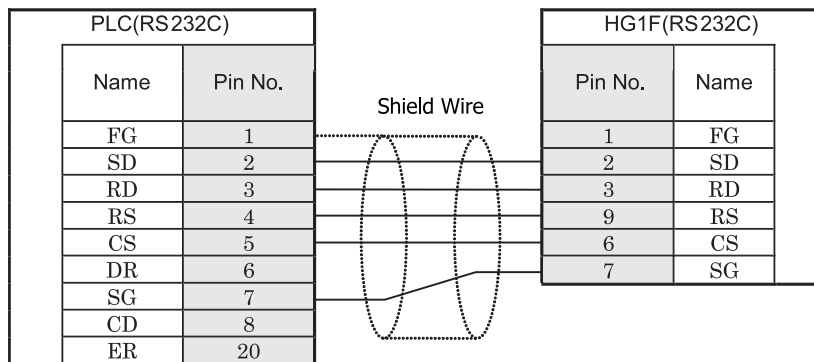 PLC(RS232C) HG1F(RS232C)
Name Pin No. Pin No. Name
Shield Wire
FG 1 1 FG
SD 2 2 SD
RD 3 3 RD
RS 4 9 RS
CS 5 6 CS
DR 6 7 SG
SG 7
CD 8
ER 20